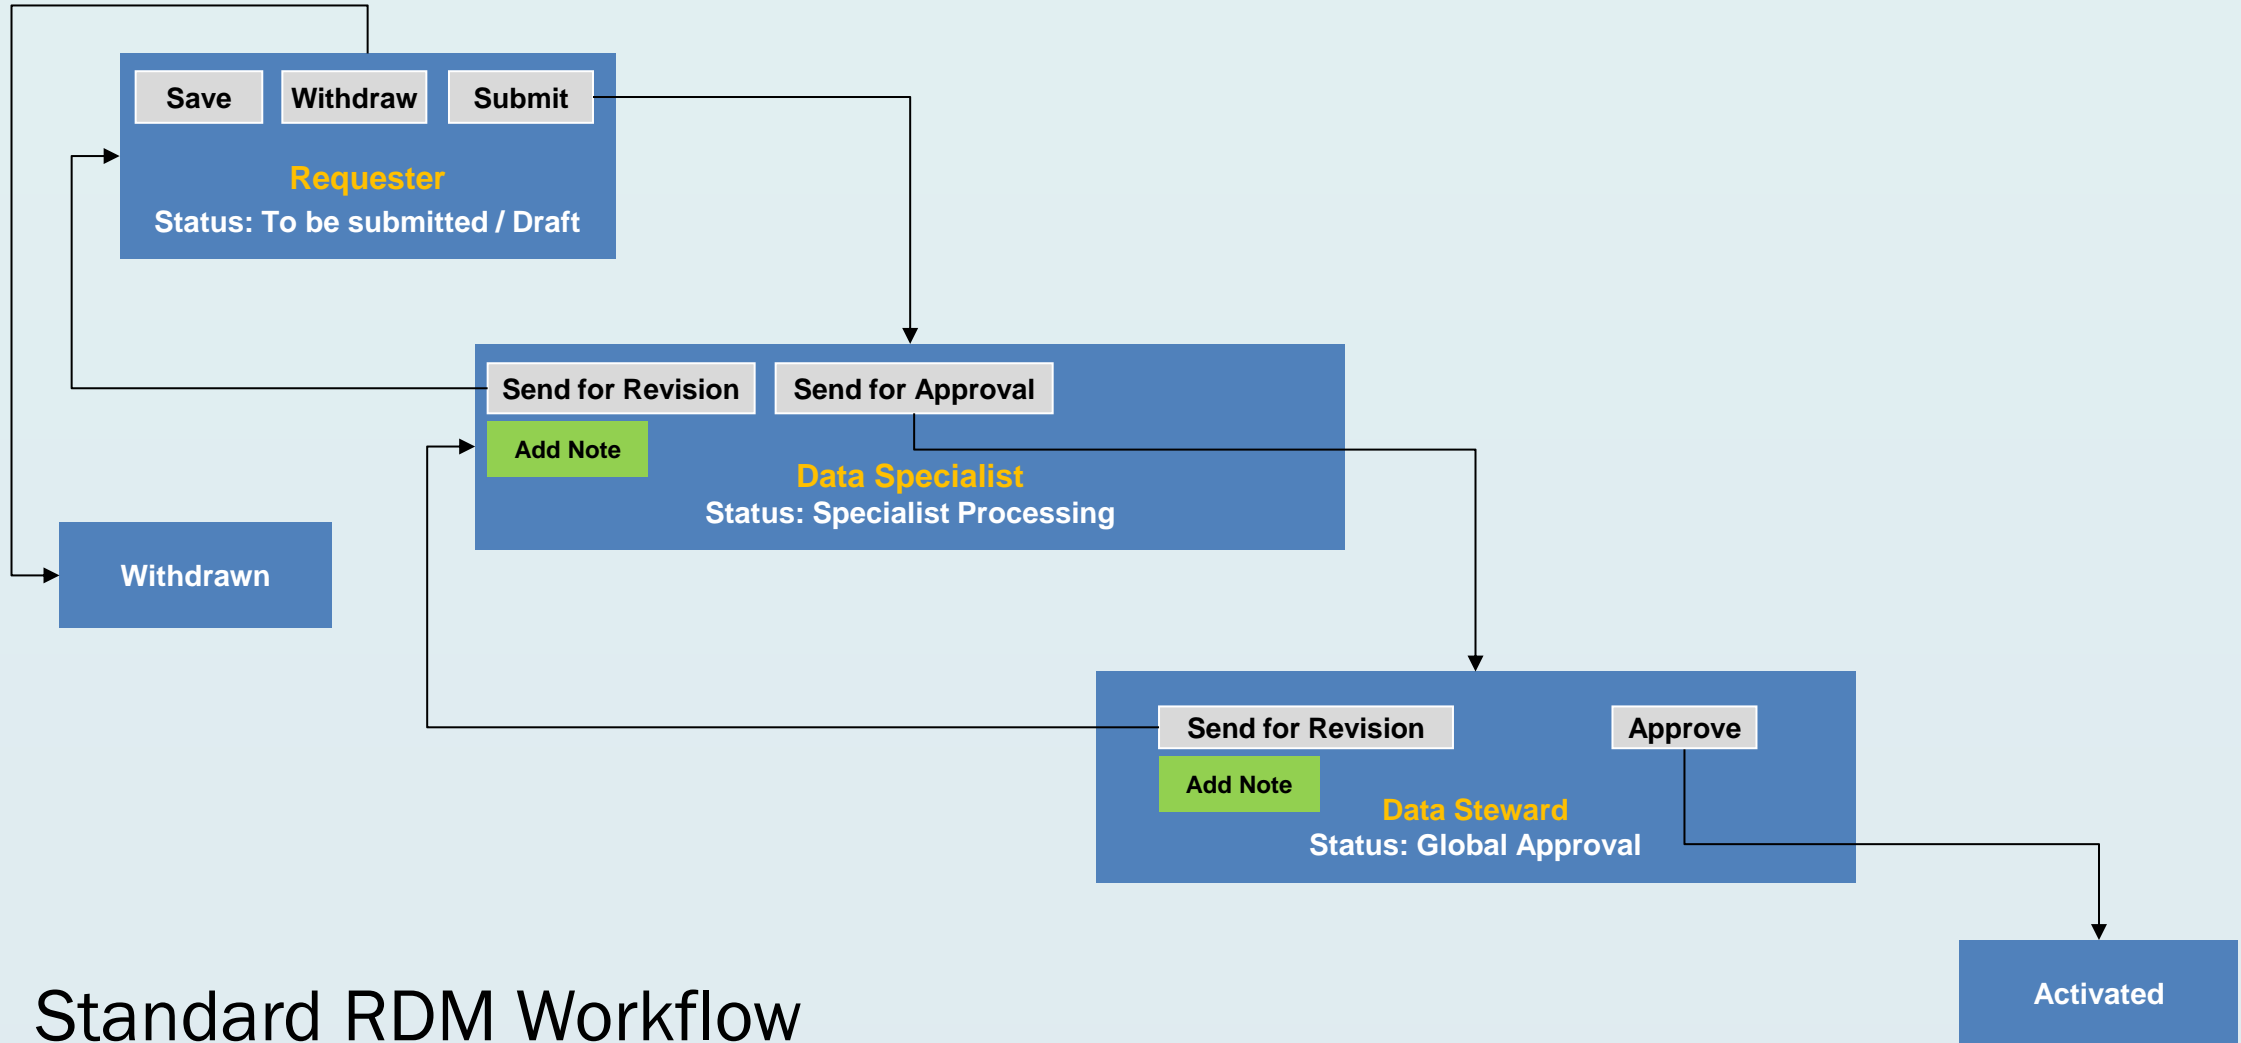 Save
Withdraw
Submit
Requester
Status: To be submitted / Draft
Send for Revision
Send for Approval
Add Note
Data Specialist
Status: Specialist Processing
Withdrawn
Send for Revision
Approve
Add Note
Data Steward
Status: Global Approval
Activated
Standard RDM Workflow